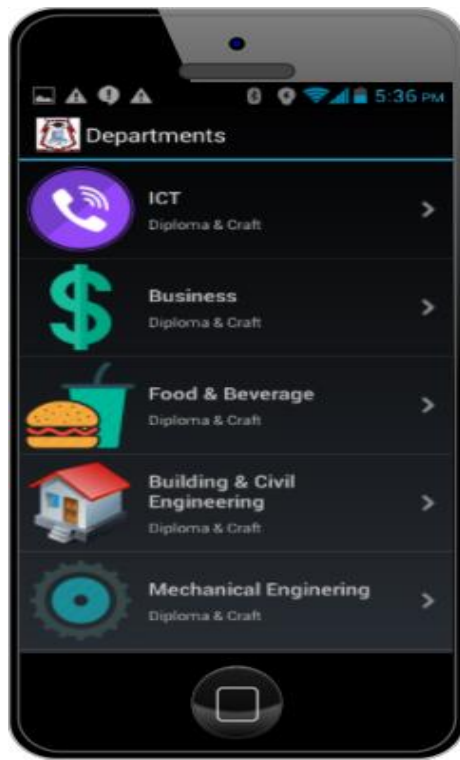 5:36 PM
Departments
ICT
Diploma & Craft
Business
Diploma & Craft
Food & Beverage
Diploma & Craft
Building & Civil
Engineering
Diploma & Craft
Mechanical Enginering
Diploma & Craft